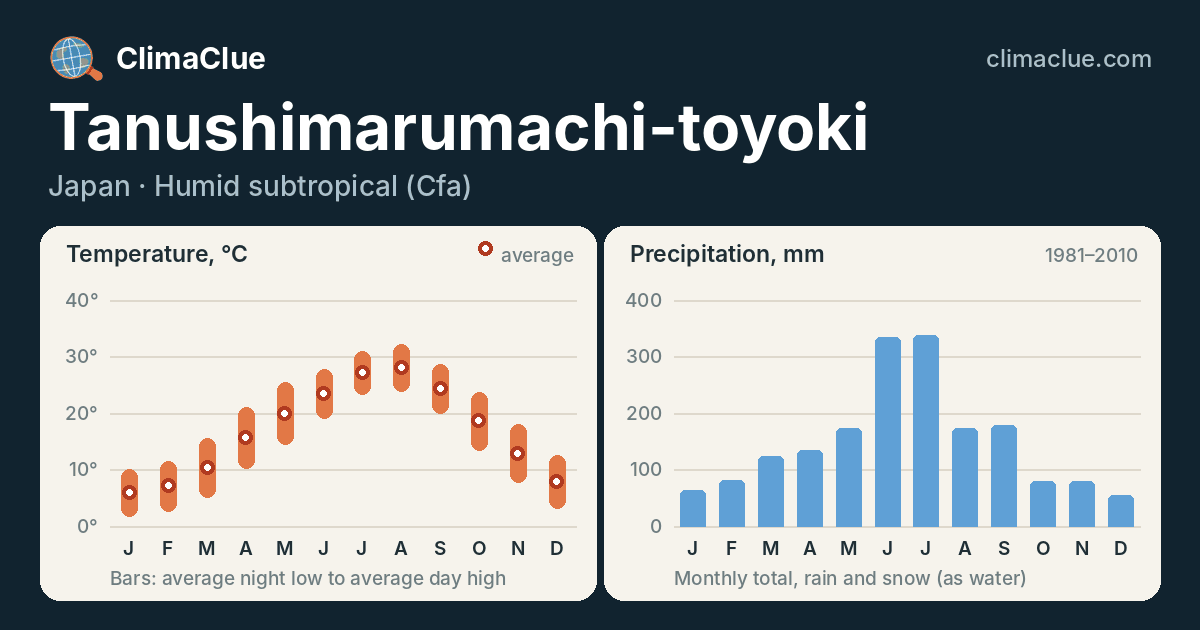 ClimaClue
climaclue.com
Tanushimarumachi-toyoki
Japan · Humid subtropical (Cfa)
Temperature, °C
average
40°
30°
20°
10°
0°
J F M A M J J A S O N D
Bars: average night low to average day high
Precipitation, mm
1981–2010
400
300
200
100
0
J F M A M J J A S O N D
Monthly total, rain and snow (as water)